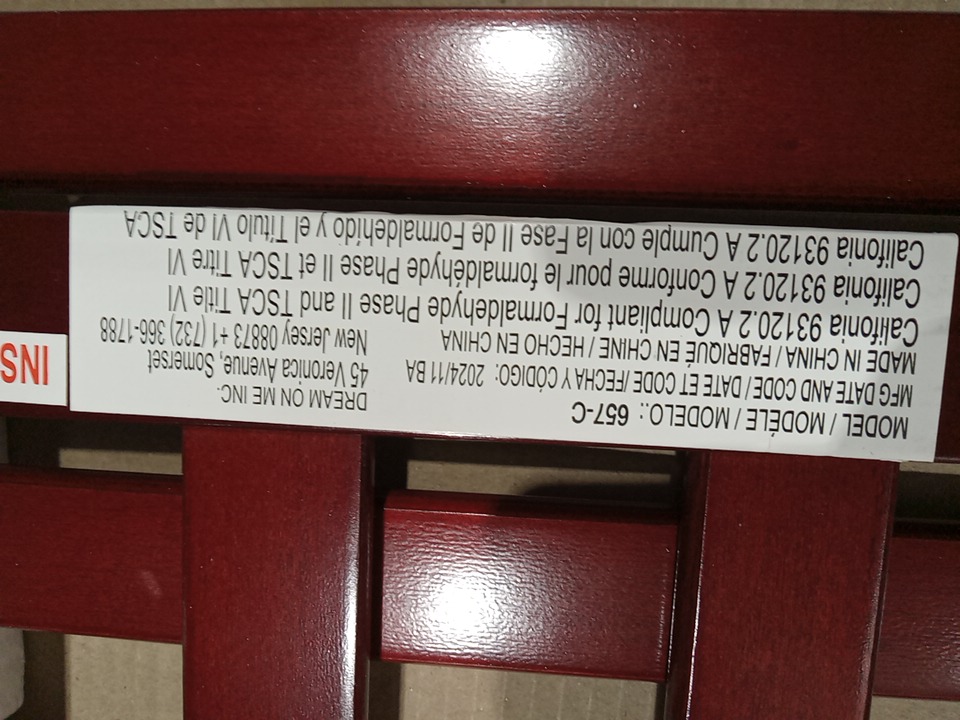 MODEL / MODÈLE / MODELO.: 657-C
MFG DATE AND CODE / DATE ET CODE /FECHA Y CÓDIGO: 2024/11 BA
MADE IN CHINA / FABRIQUÉ EN CHINE / HECHO EN CHINA
DREAM ON ME INC.
45 Veronica Avenue, Somerset
New Jersey 08873 +1 (732) 366-1788
Califonia 93120.2 A Compliant for Formaldehyde Phase II and TSCA Title VI
Califonia 93120.2 A Conforme pour le formaldéhyde Phase II et TSCA Titre VI
Califonia 93120.2 A Cumple con la Fase II de Formaldehído y el Título VI de TSCA
INS